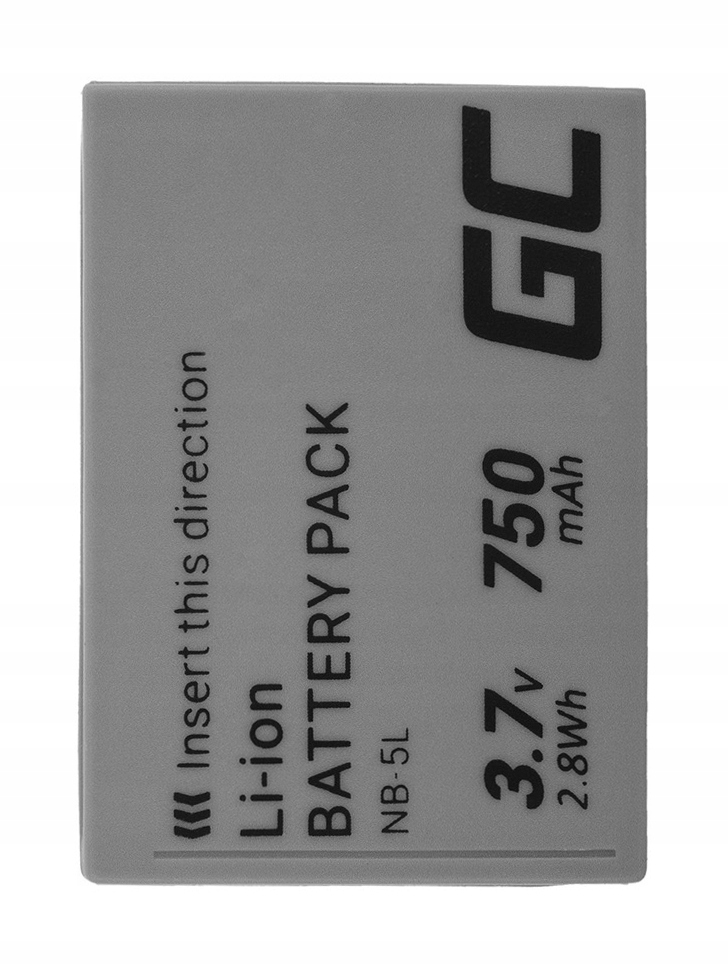 ‹‹‹ Insert this direction
Li-ion
BATTERY PACK
NB-5L
3.7V 750 GC
2.8Wh mAh